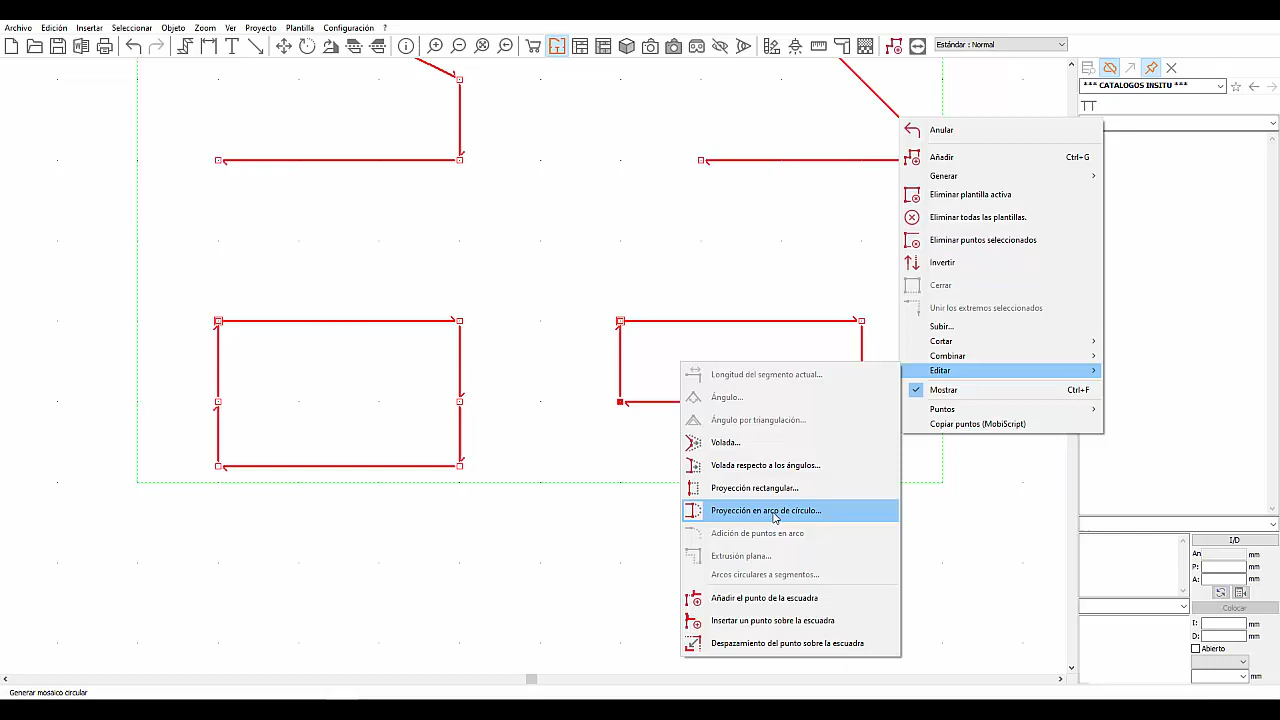 Archivo Edición Insertar Seleccionar Objeto Zoom Ver Proyecto Plantilla Configuración ?
Estándar : Normal
*** CATALOGOS INSITU ***
Anular
Añadir Ctrl+G
Generar
Eliminar plantilla activa
Eliminar todas las plantillas.
Eliminar puntos seleccionados
Invertir
Cerrar
Unir los extremos seleccionados
Subir...
Cortar
Combinar
Editar
Mostrar Ctrl+F
Puntos
Copiar puntos (MobiScript)
Longitud del segmento actual...
Ángulo...
Ángulo por triangulación...
Volada...
Volada respecto a los ángulos...
Proyección rectangular...
Proyección en arco de círculo...
Adición de puntos en arco
Extrusión plana...
Arcos circulares a segmentos...
Añadir el punto de la escuadra
Insertar un punto sobre la escuadra
Despazamiento del punto sobre la escuadra
I/D
An mm
P: mm
A: mm
Colocar
I: mm
D: mm
Abierto
mm
Generar mosaico circular